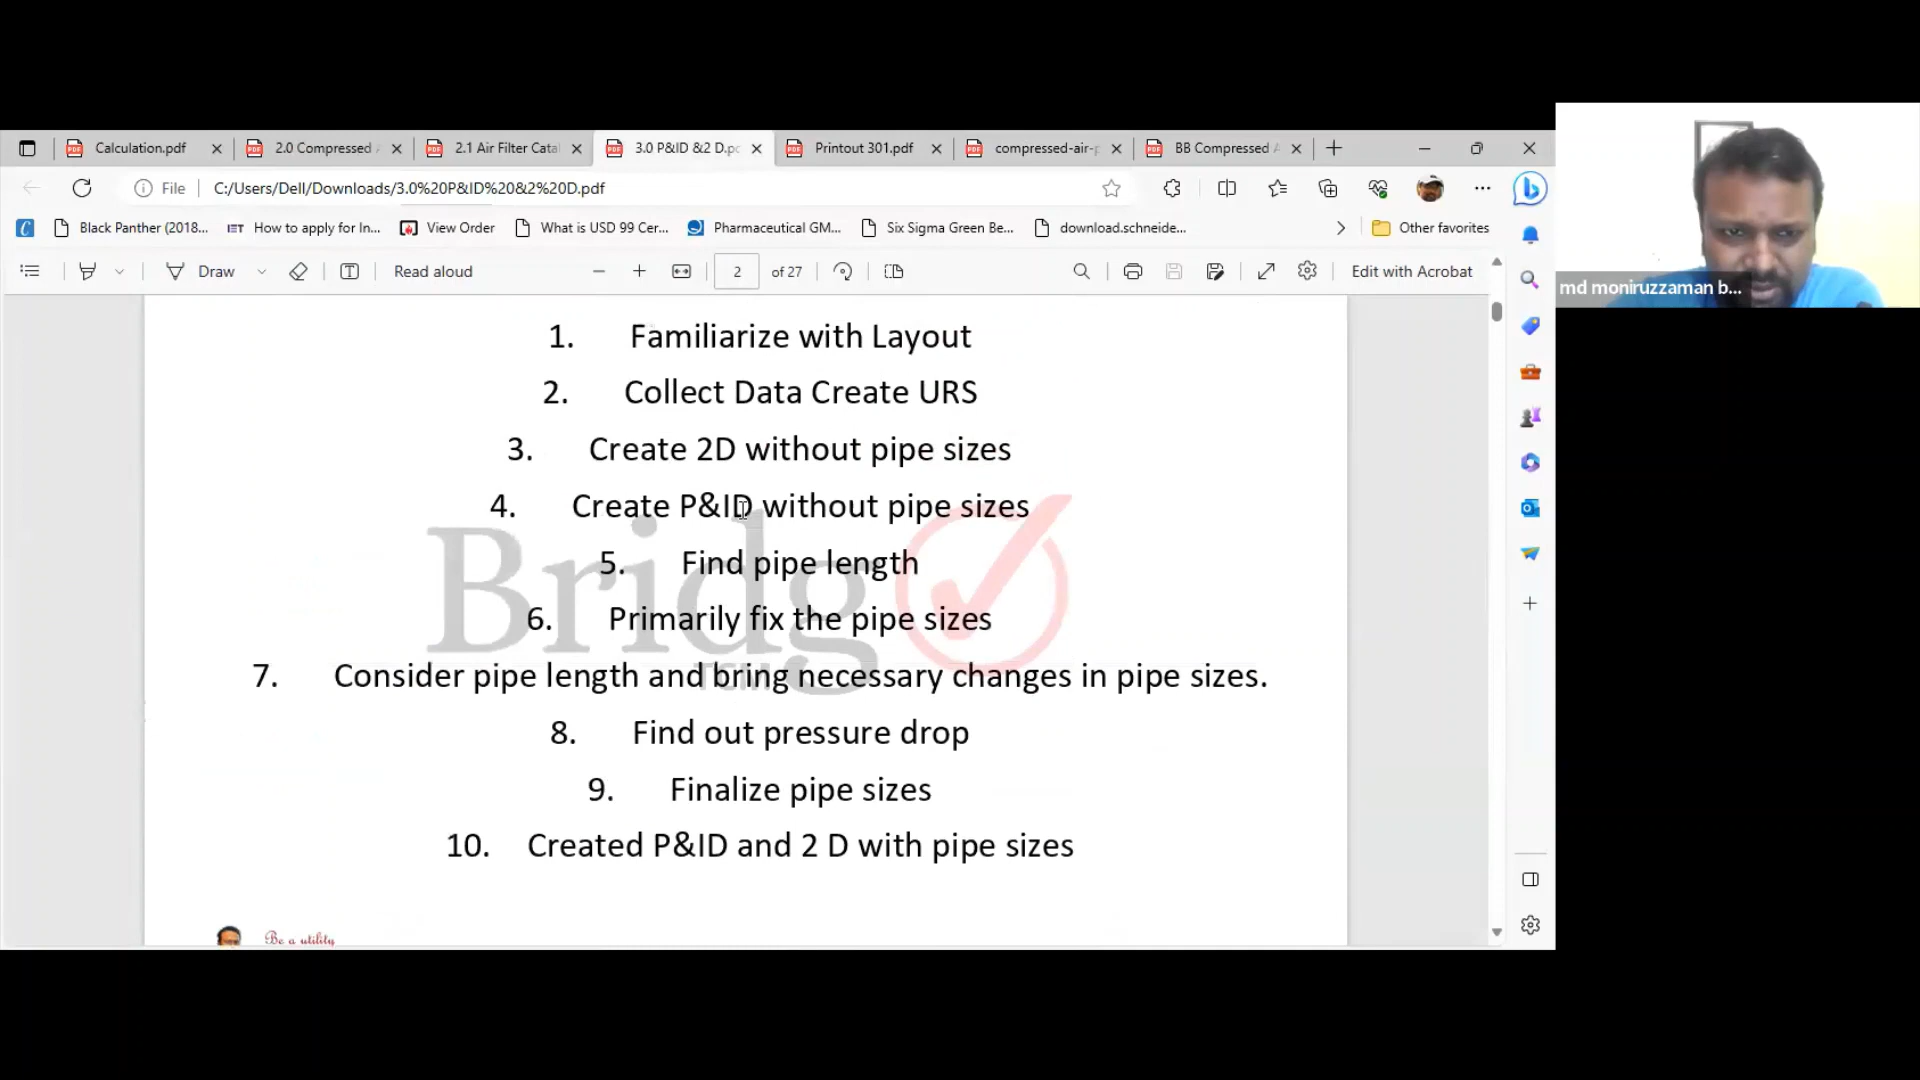 Calculation.pdf
2.0 Compressed
2.1 Air Filter Cata
3.0 P&ID &2 D.pd
Printout 301.pdf
compressed-air-p
BB Compressed A
File
C:/Users/Dell/Downloads/3.0%20P&ID%20&2%20D.pdf
Black Panther (2018...
IET How to apply for In...
View Order
What is USD 99 Cer...
Pharmaceutical GM...
Six Sigma Green Be...
download.schneide...
Other favorites
Draw
Read aloud
2 of 27
Edit with Acrobat
md moniruzzaman b...
1. Familiarize with Layout
2. Collect Data Create URS
3. Create 2D without pipe sizes
4. Create P&ID without pipe sizes
5. Find pipe length
6. Primarily fix the pipe sizes
7. Consider pipe length and bring necessary changes in pipe sizes.
8. Find out pressure drop
9. Finalize pipe sizes
10. Created P&ID and 2 D with pipe sizes
Bridg
TCM
Be a utility